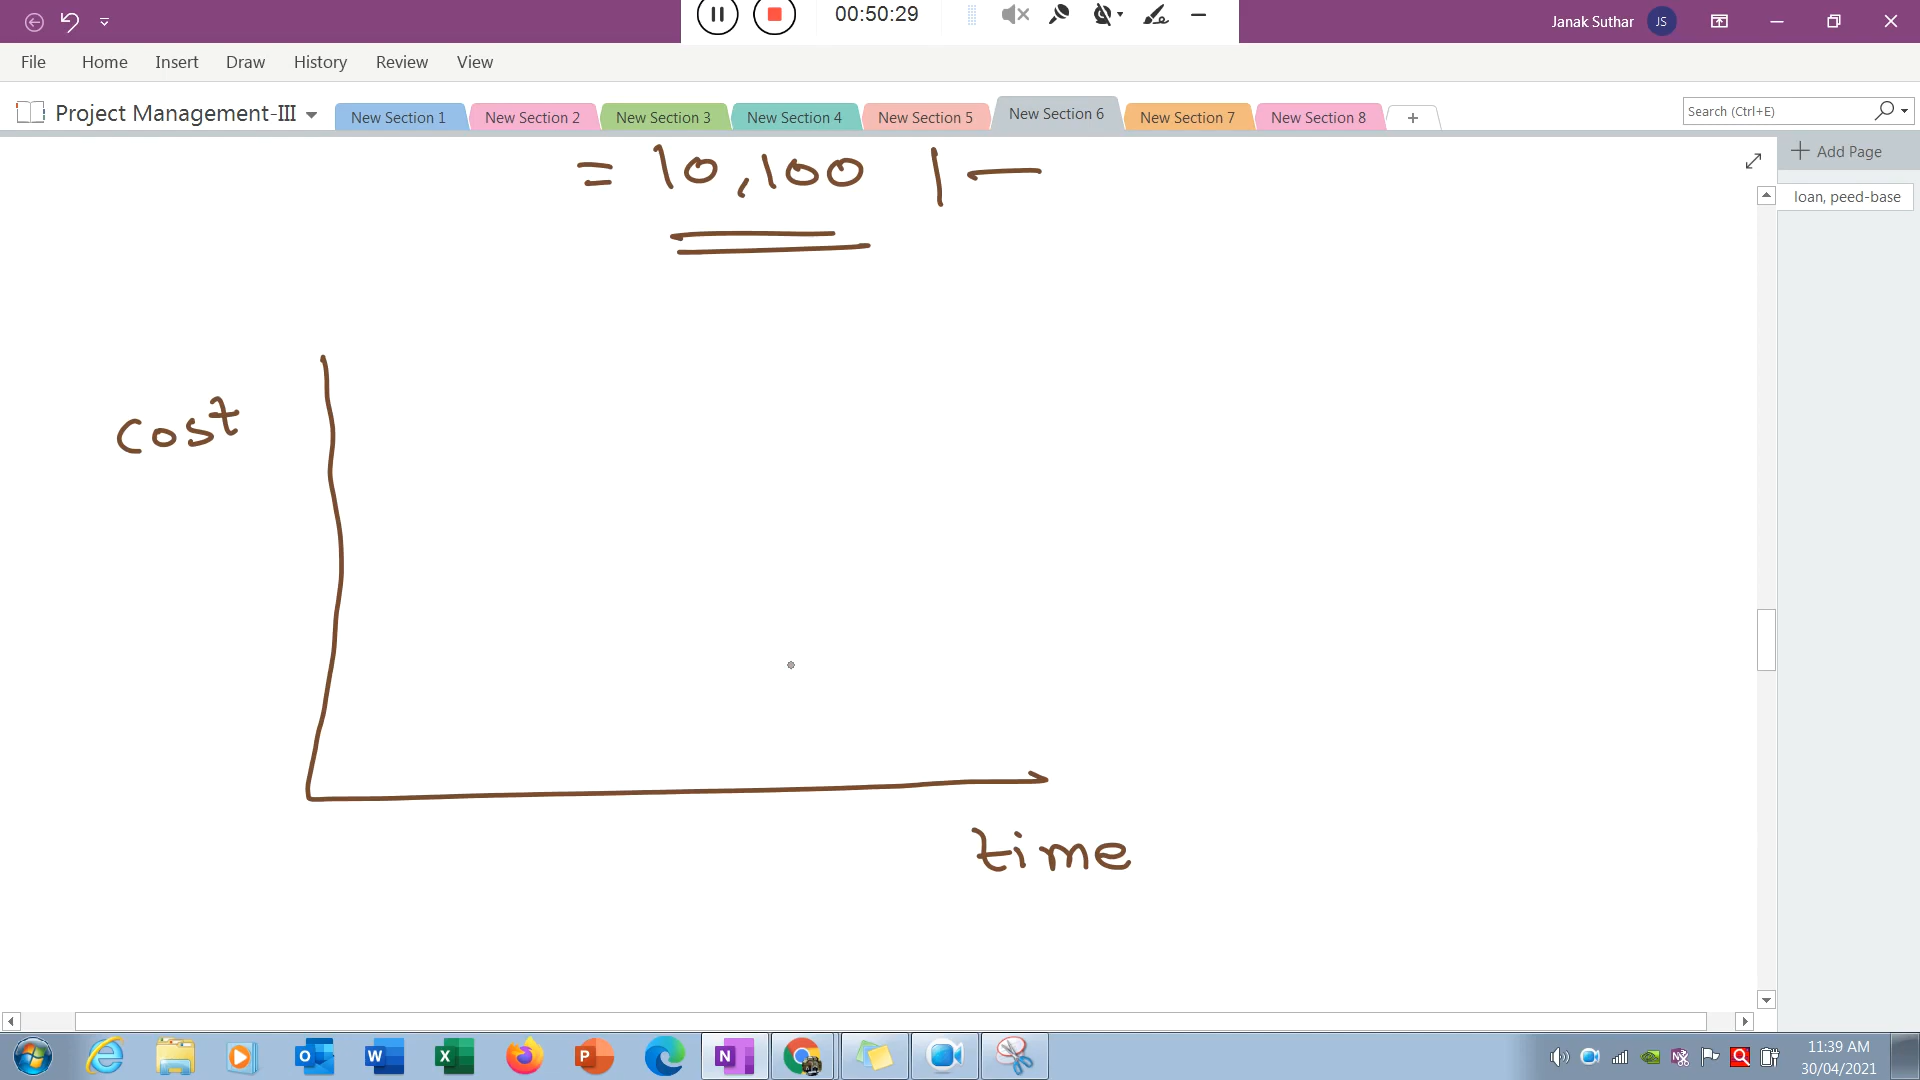 00:50:29
Janak Suthar JS
File Home Insert Draw History Review View
Project Management-III New Section 1 New Section 2 New Section 3 New Section 4 New Section 5 New Section 6 New Section 7 New Section 8 + Search (Ctrl+E)
Add Page
loan, peed-base
= 10,100 |—
cost
time
11:39 AM
30/04/2021